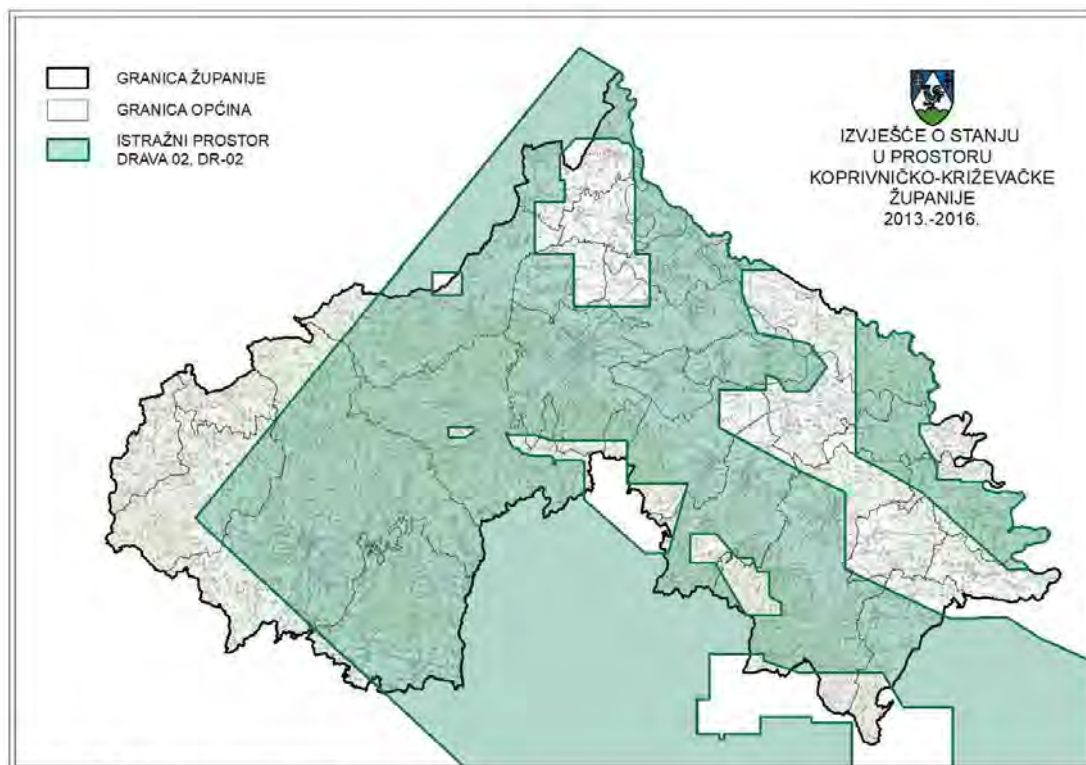 GRANICA ŽUPANIJE
GRANICA OPĆINA
ISTRAŽNI PROSTOR
DRAVA 02, DR-02
IZVJEŠĆE O STANJU
U PROSTORU
KOPRIVNIČKO-KRIŽEVAČKE
ŽUPANIJE
2013.-2016.